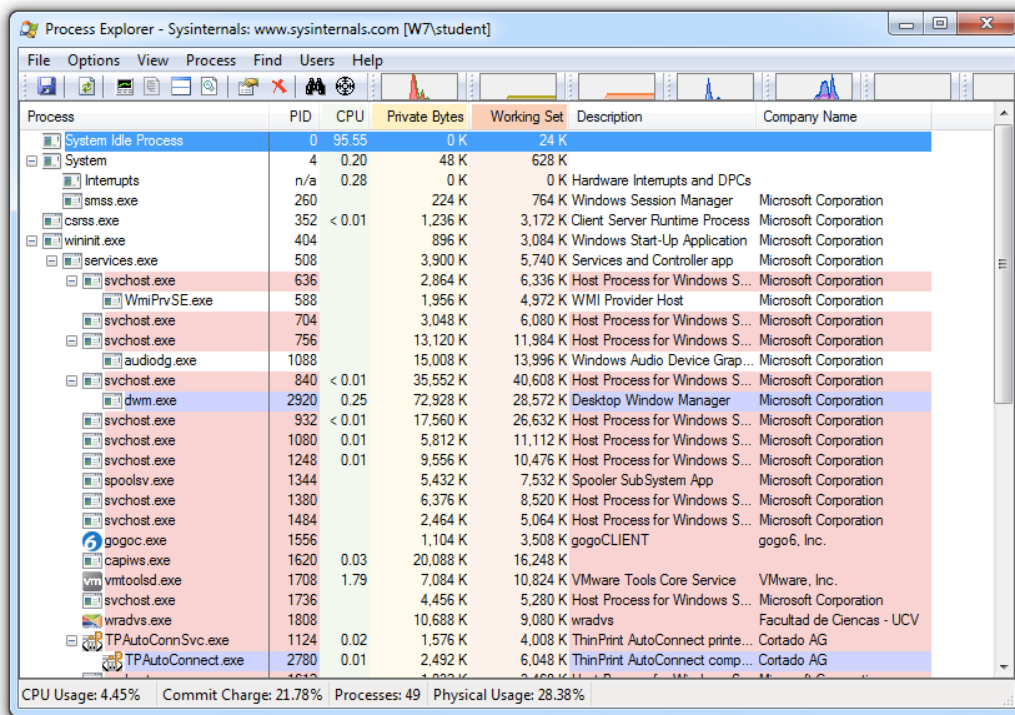 Process Explorer - Sysinternals: www.sysinternals.com [W7\student]
File Options View Process Find Users Help
Process PID CPU Private Bytes Working Set Description Company Name
System Idle Process 0 95.55 0 K 24 K
System 4 0.20 48 K 628 K
Interrupts n/a 0.28 0 K 0 K Hardware Interrupts and DPCs
smss.exe 260 224 K 764 K Windows Session Manager Microsoft Corporation
csrss.exe 352 < 0.01 1,236 K 3,172 K Client Server Runtime Process Microsoft Corporation
wininit.exe 404 896 K 3,084 K Windows Start-Up Application Microsoft Corporation
services.exe 508 3,900 K 5,740 K Services and Controller app Microsoft Corporation
svchost.exe 636 2,864 K 6,336 K Host Process for Windows S... Microsoft Corporation
WmiPrvSE.exe 588 1,956 K 4,972 K WMI Provider Host Microsoft Corporation
svchost.exe 704 3,048 K 6,080 K Host Process for Windows S... Microsoft Corporation
svchost.exe 756 13,120 K 11,984 K Host Process for Windows S... Microsoft Corporation
audiodg.exe 1088 15,008 K 13,996 K Windows Audio Device Grap... Microsoft Corporation
svchost.exe 840 < 0.01 35,552 K 40,608 K Host Process for Windows S... Microsoft Corporation
dwm.exe 2920 0.25 72,928 K 28,572 K Desktop Window Manager Microsoft Corporation
svchost.exe 932 < 0.01 17,560 K 26,632 K Host Process for Windows S... Microsoft Corporation
svchost.exe 1080 0.01 5,812 K 11,112 K Host Process for Windows S... Microsoft Corporation
svchost.exe 1248 0.01 9,556 K 10,476 K Host Process for Windows S... Microsoft Corporation
spoolsv.exe 1344 5,432 K 7,532 K Spooler SubSystem App Microsoft Corporation
svchost.exe 1380 6,376 K 8,520 K Host Process for Windows S... Microsoft Corporation
svchost.exe 1484 2,464 K 5,064 K Host Process for Windows S... Microsoft Corporation
gogoc.exe 1556 1,104 K 3,508 K gogoCLIENT gogo6, Inc.
capiws.exe 1620 0.03 20,088 K 16,248 K
vm vmtoolsd.exe 1708 1.79 7,084 K 10,824 K VMware Tools Core Service VMware, Inc.
svchost.exe 1736 4,456 K 5,280 K Host Process for Windows S... Microsoft Corporation
wradvs.exe 1808 10,688 K 9,080 K wradvs Facultad de Ciencas - UCV
TPAutoConnSvc.exe 1124 0.02 1,576 K 4,008 K ThinPrint AutoConnect printe... Cortado AG
TPAutoConnect.exe 2780 0.01 2,492 K 6,048 K ThinPrint AutoConnect comp... Cortado AG
CPU Usage: 4.45% Commit Charge: 21.78% Processes: 49 Physical Usage: 28.38%